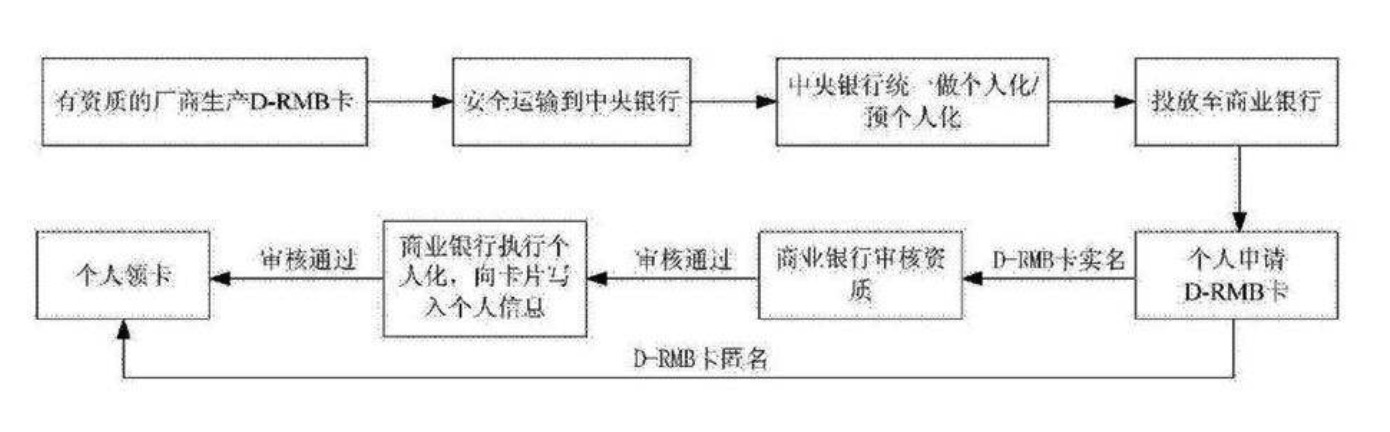 有资质的厂商生产D-RMB卡
安全运输到中央银行
中央银行统一做个人化/
预个人化
投放至商业银行
个人申请
D-RMB卡
D-RMB卡实名
商业银行审核资
质
审核通过
商业银行执行个
人化，向卡片写
入个人信息
审核通过
个人领卡
D-RMB卡匿名